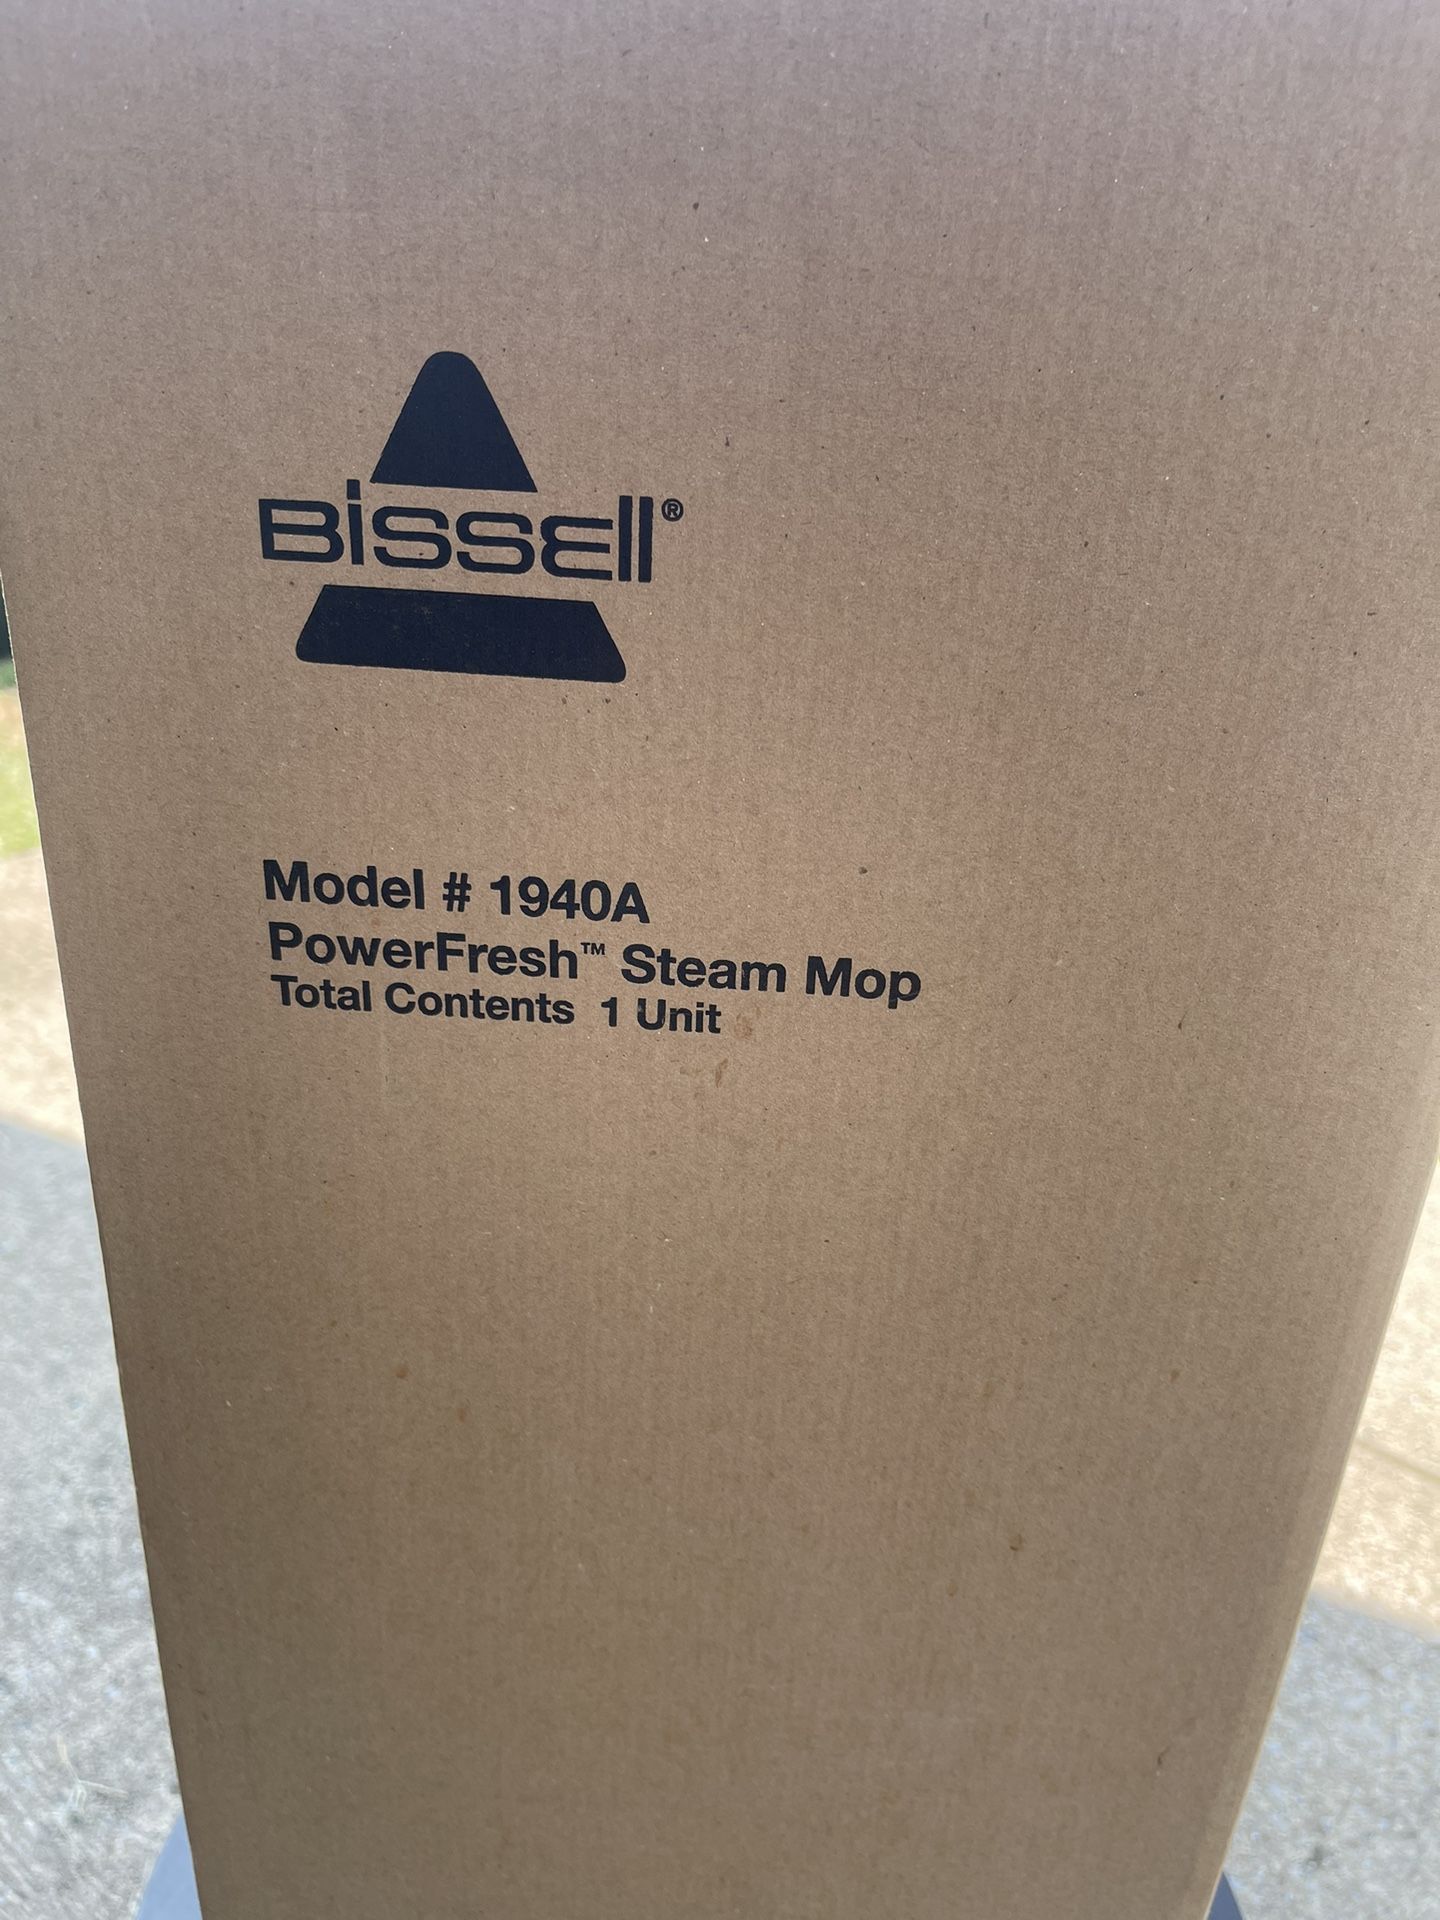 Bissell®
Model # 1940A
PowerFresh™ Steam Mop
Total Contents 1 Unit